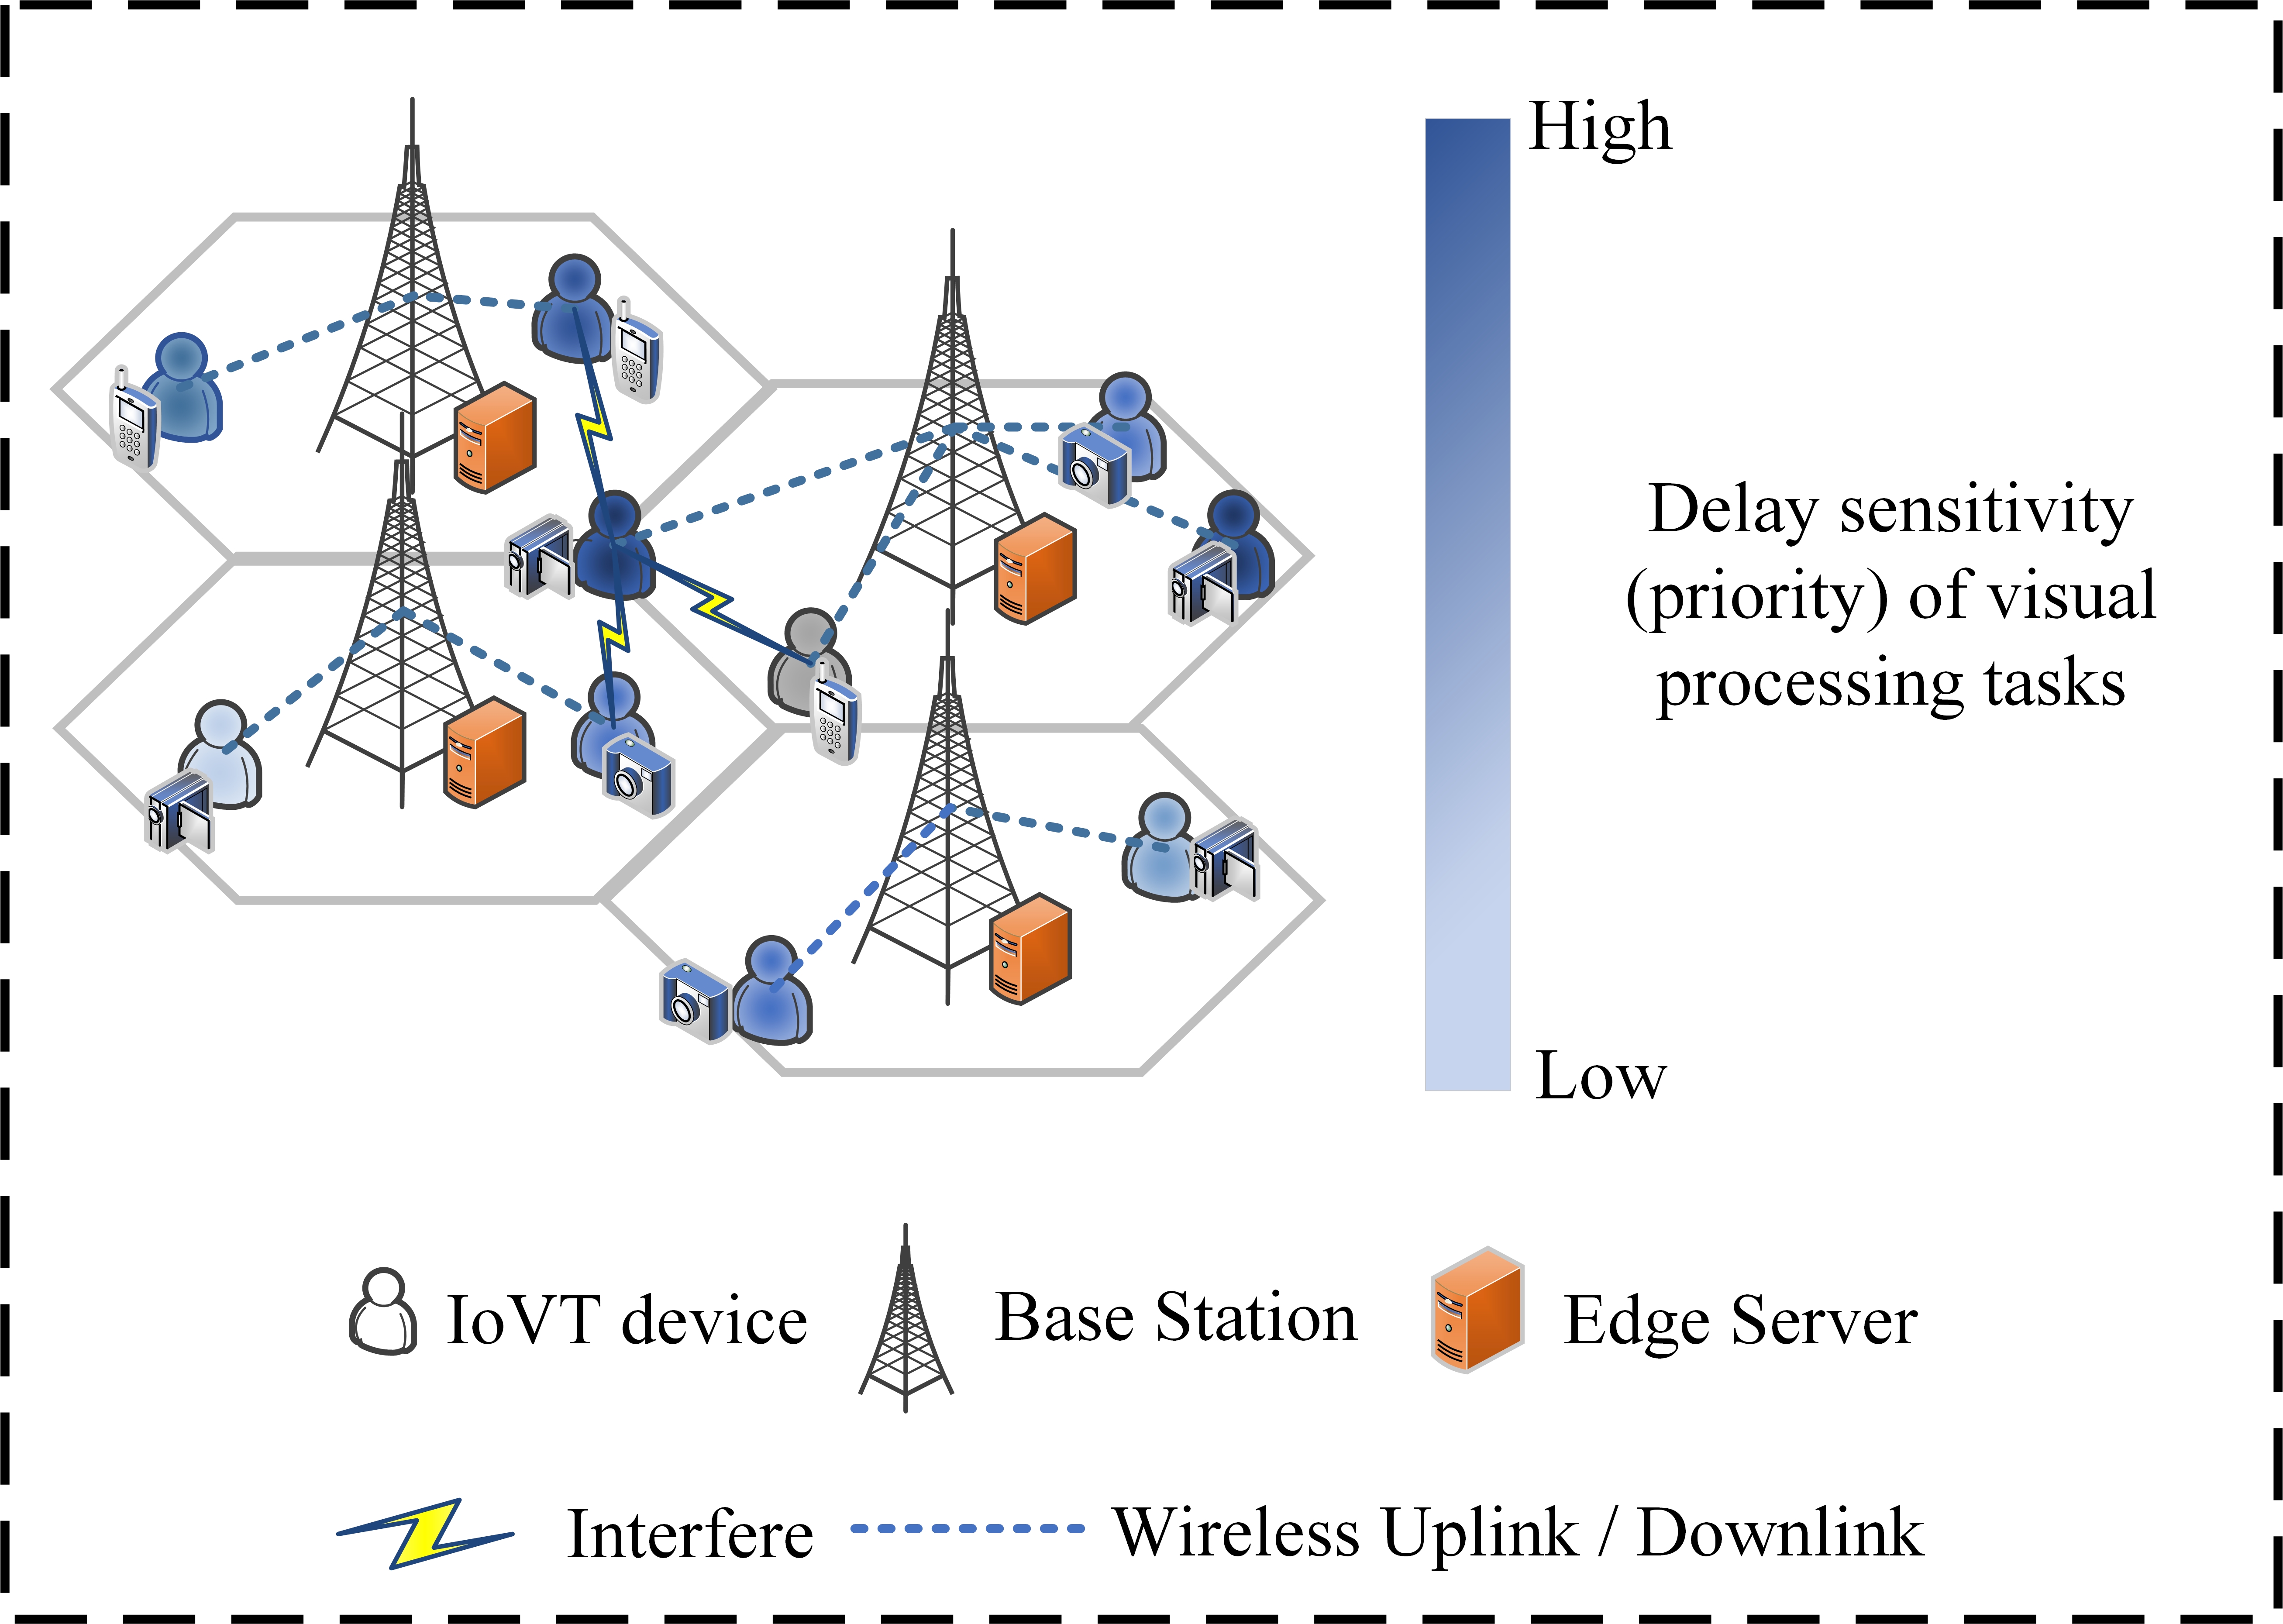 High
Delay sensitivity
(priority) of visual
processing tasks
Low
IoVT device
Base Station
Edge Server
Interfere
Wireless Uplink / Downlink